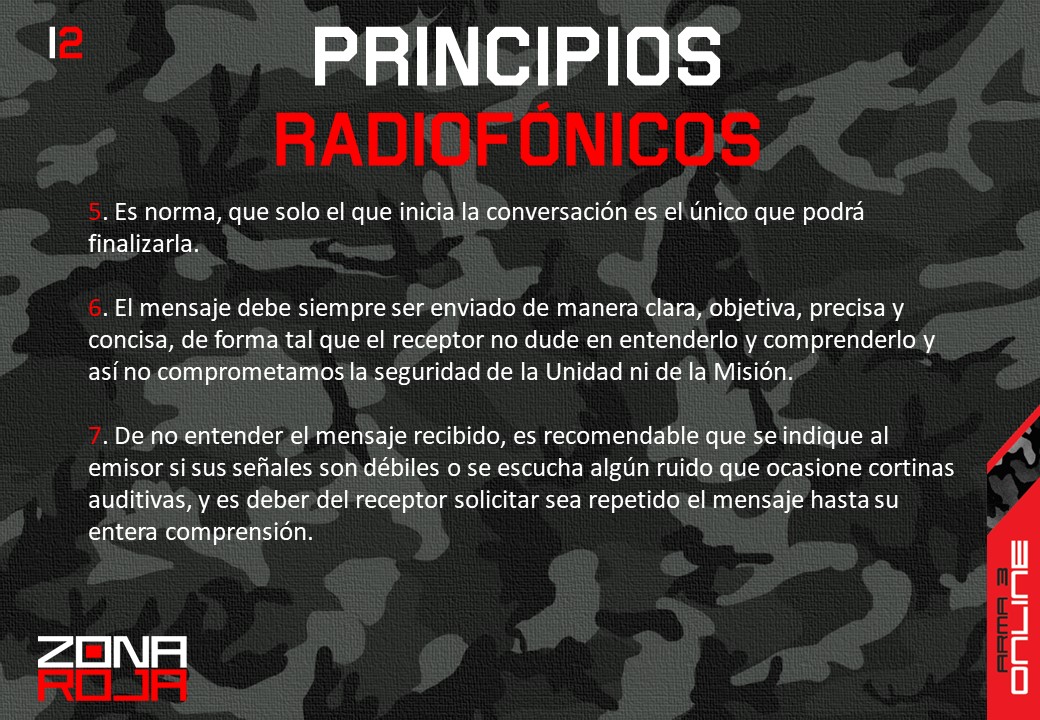 12
PRINCIPIOS
RADIOFÓNICOS
5. Es norma, que solo el que inicia la conversación es el único que podrá
finalizarla.
6. El mensaje debe siempre ser enviado de manera clara, objetiva, precisa y
concisa, de forma tal que el receptor no dude en entenderlo y comprenderlo y
así no comprometamos la seguridad de la Unidad ni de la Misión.
7. De no entender el mensaje recibido, es recomendable que se indique al
emisor si sus señales son débiles o se escucha algún ruido que ocasione cortinas
auditivas, y es deber del receptor solicitar sea repetido el mensaje hasta su
entera comprensión.
ZONA
ROJA
ARMA 3
ONLINE